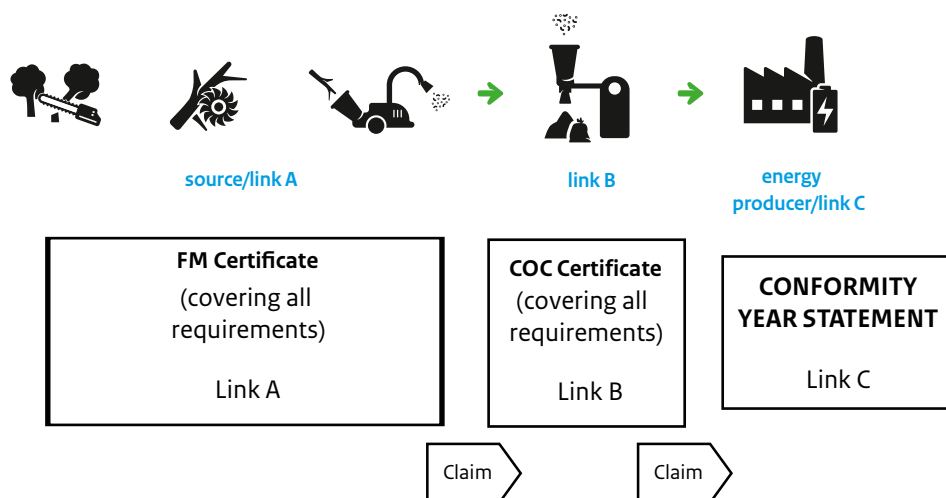 source/link A
link B
energy
producer/link C
FM Certificate
(covering all
requirements)
Link A
COC Certificate
(covering all
requirements)
Link B
CONFORMITY
YEAR STATEMENT
Link C
Claim
Claim